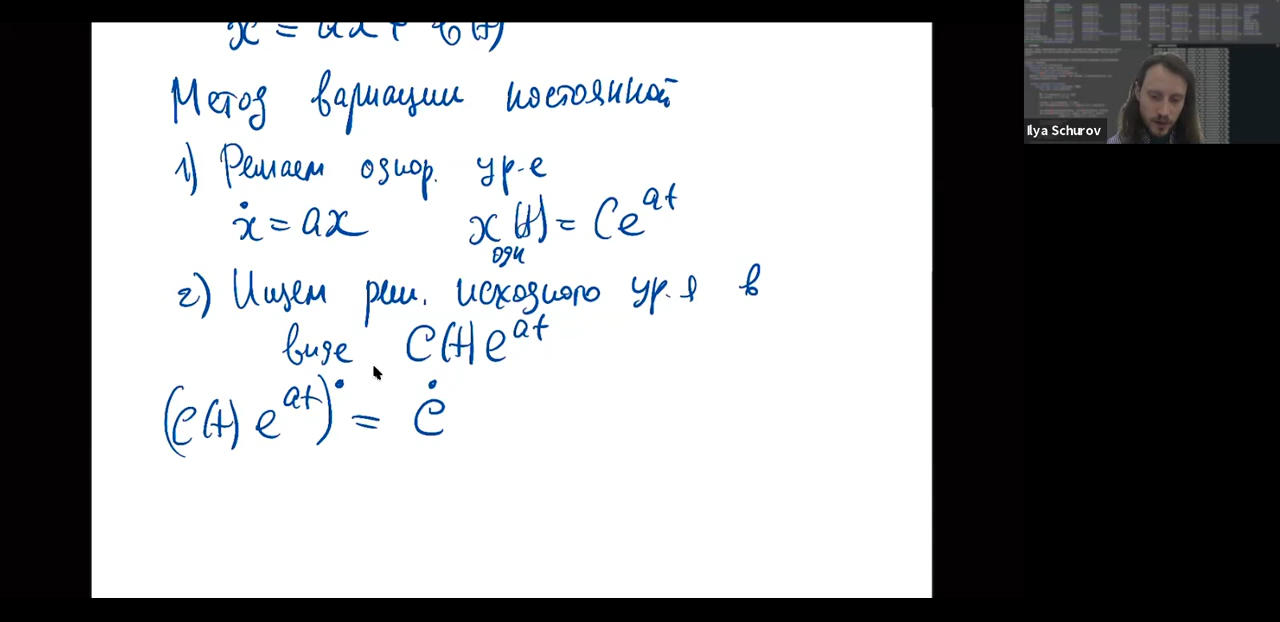 ẋ = ax + b(t)
Метод вариации постоянной
1) Решаем однор. ур-е
ẋ = ax x(t) = Ce^{at}
одн
2) Ищем реш. исходного ур-я в
виде C(t)e^{at}
(C(t) e^{at})˙ = Ċ
Ilya Schurov